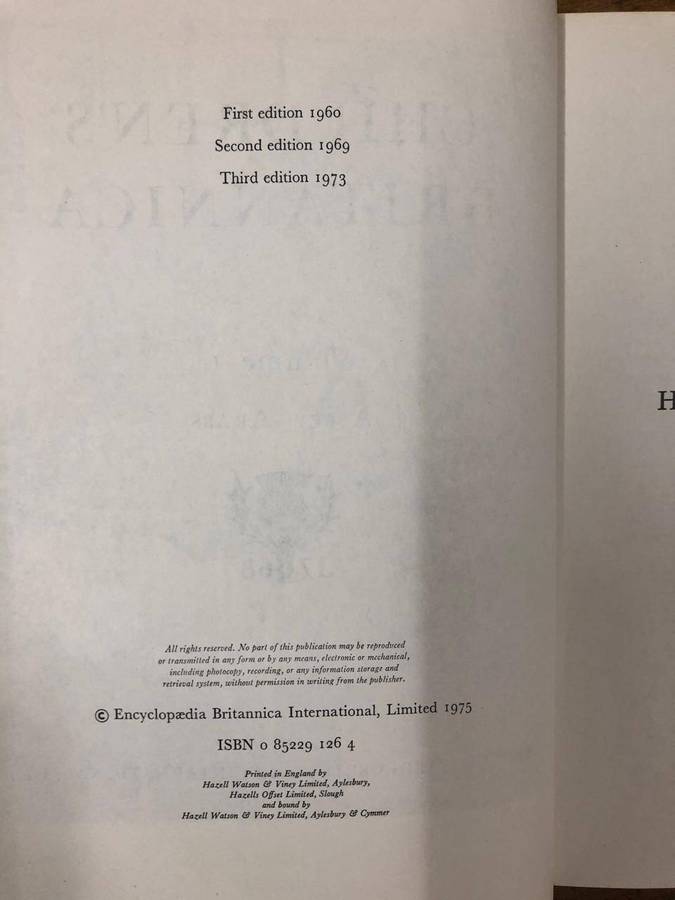 First edition 1960
Second edition 1969
Third edition 1973
All rights reserved. No part of this publication may be reproduced
or transmitted in any form or by any means, electronic or mechanical,
including photocopy, recording, or any information storage and
retrieval system, without permission in writing from the publisher.
© Encyclopædia Britannica International, Limited 1975
ISBN 0 85229 126 4
Printed in England by
Hazell Watson & Viney Limited, Aylesbury,
Hazells Offset Limited, Slough
and bound by
Hazell Watson & Viney Limited, Aylesbury & Cymmer
H